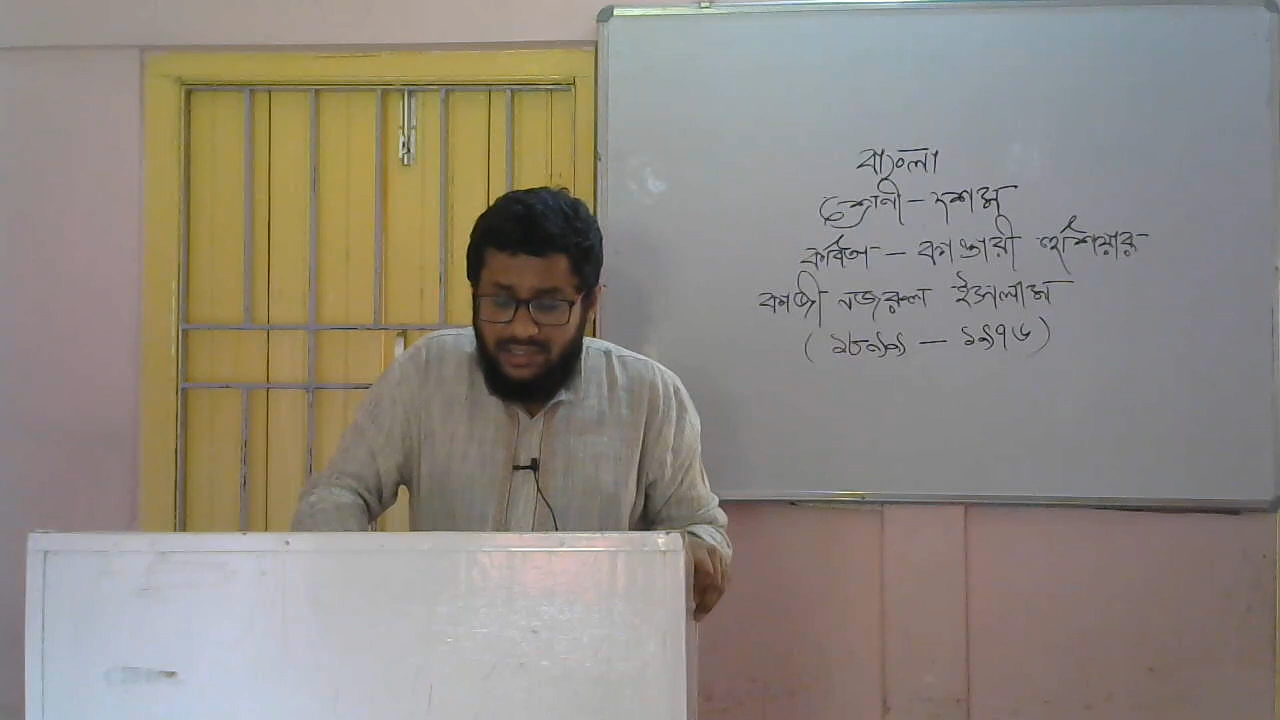 বাংলা
শ্রেণী - দশম
কবিতা - কাণ্ডারী হুঁশিয়ার
কাজী নজরুল ইসলাম
( ১৮৯৯ - ১৯৭৬ )